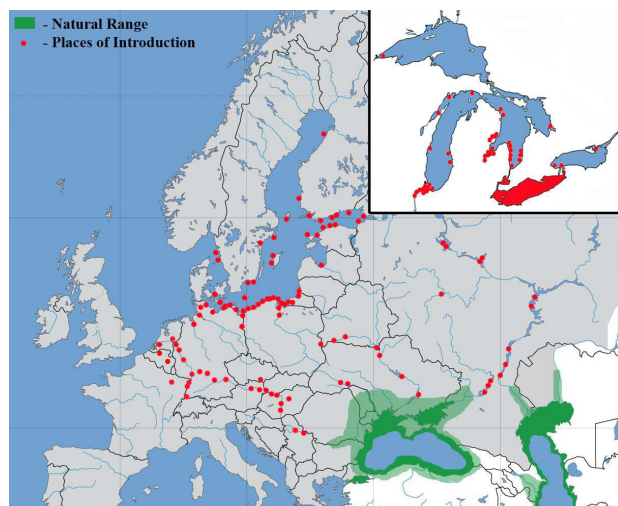 - Natural Range
- Places of Introduction